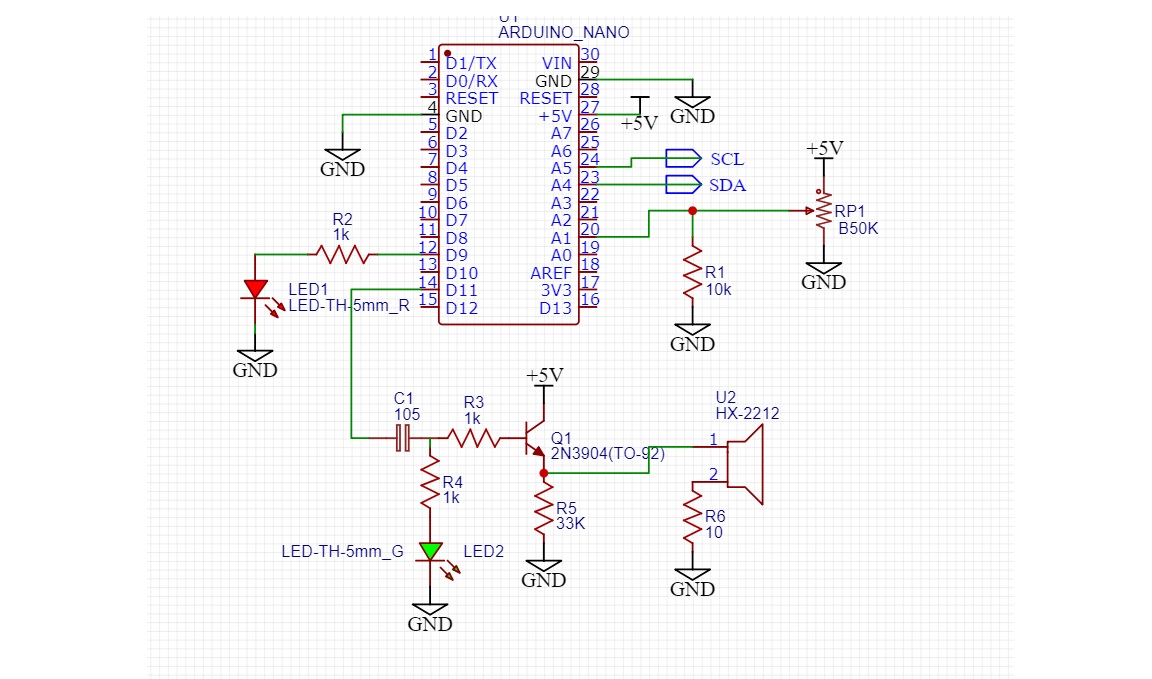 U1
ARDUINO_NANO
1
D1/TX
2
D0/RX
3
RESET
4
GND
5
D2
6
D3
7
D4
8
D5
9
D6
10
D7
11
D8
12
D9
13
D10
14
D11
15
D12
30
VIN
29
GND
28
RESET
27
+5V
26
A7
25
A6
24
A5
23
A4
22
A3
21
A2
20
A1
19
A0
18
AREF
17
3V3
16
D13
GND
+5V
GND
SCL
SDA
+5V
RP1
B50K
GND
R1
10k
GND
R2
1k
LED1
LED-TH-5mm_R
GND
C1
105
R3
1k
+5V
Q1
2N3904(TO-92)
R4
1k
LED-TH-5mm_G
LED2
GND
R5
33K
GND
U2
HX-2212
1
2
R6
10
GND